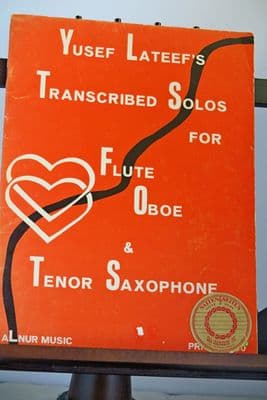 YUSEF LATEEF'S
TRANSCRIBED SOLOS
FOR
FLUTE
OBOE
&
TENOR SAXOPHONE
ALNUR MUSIC